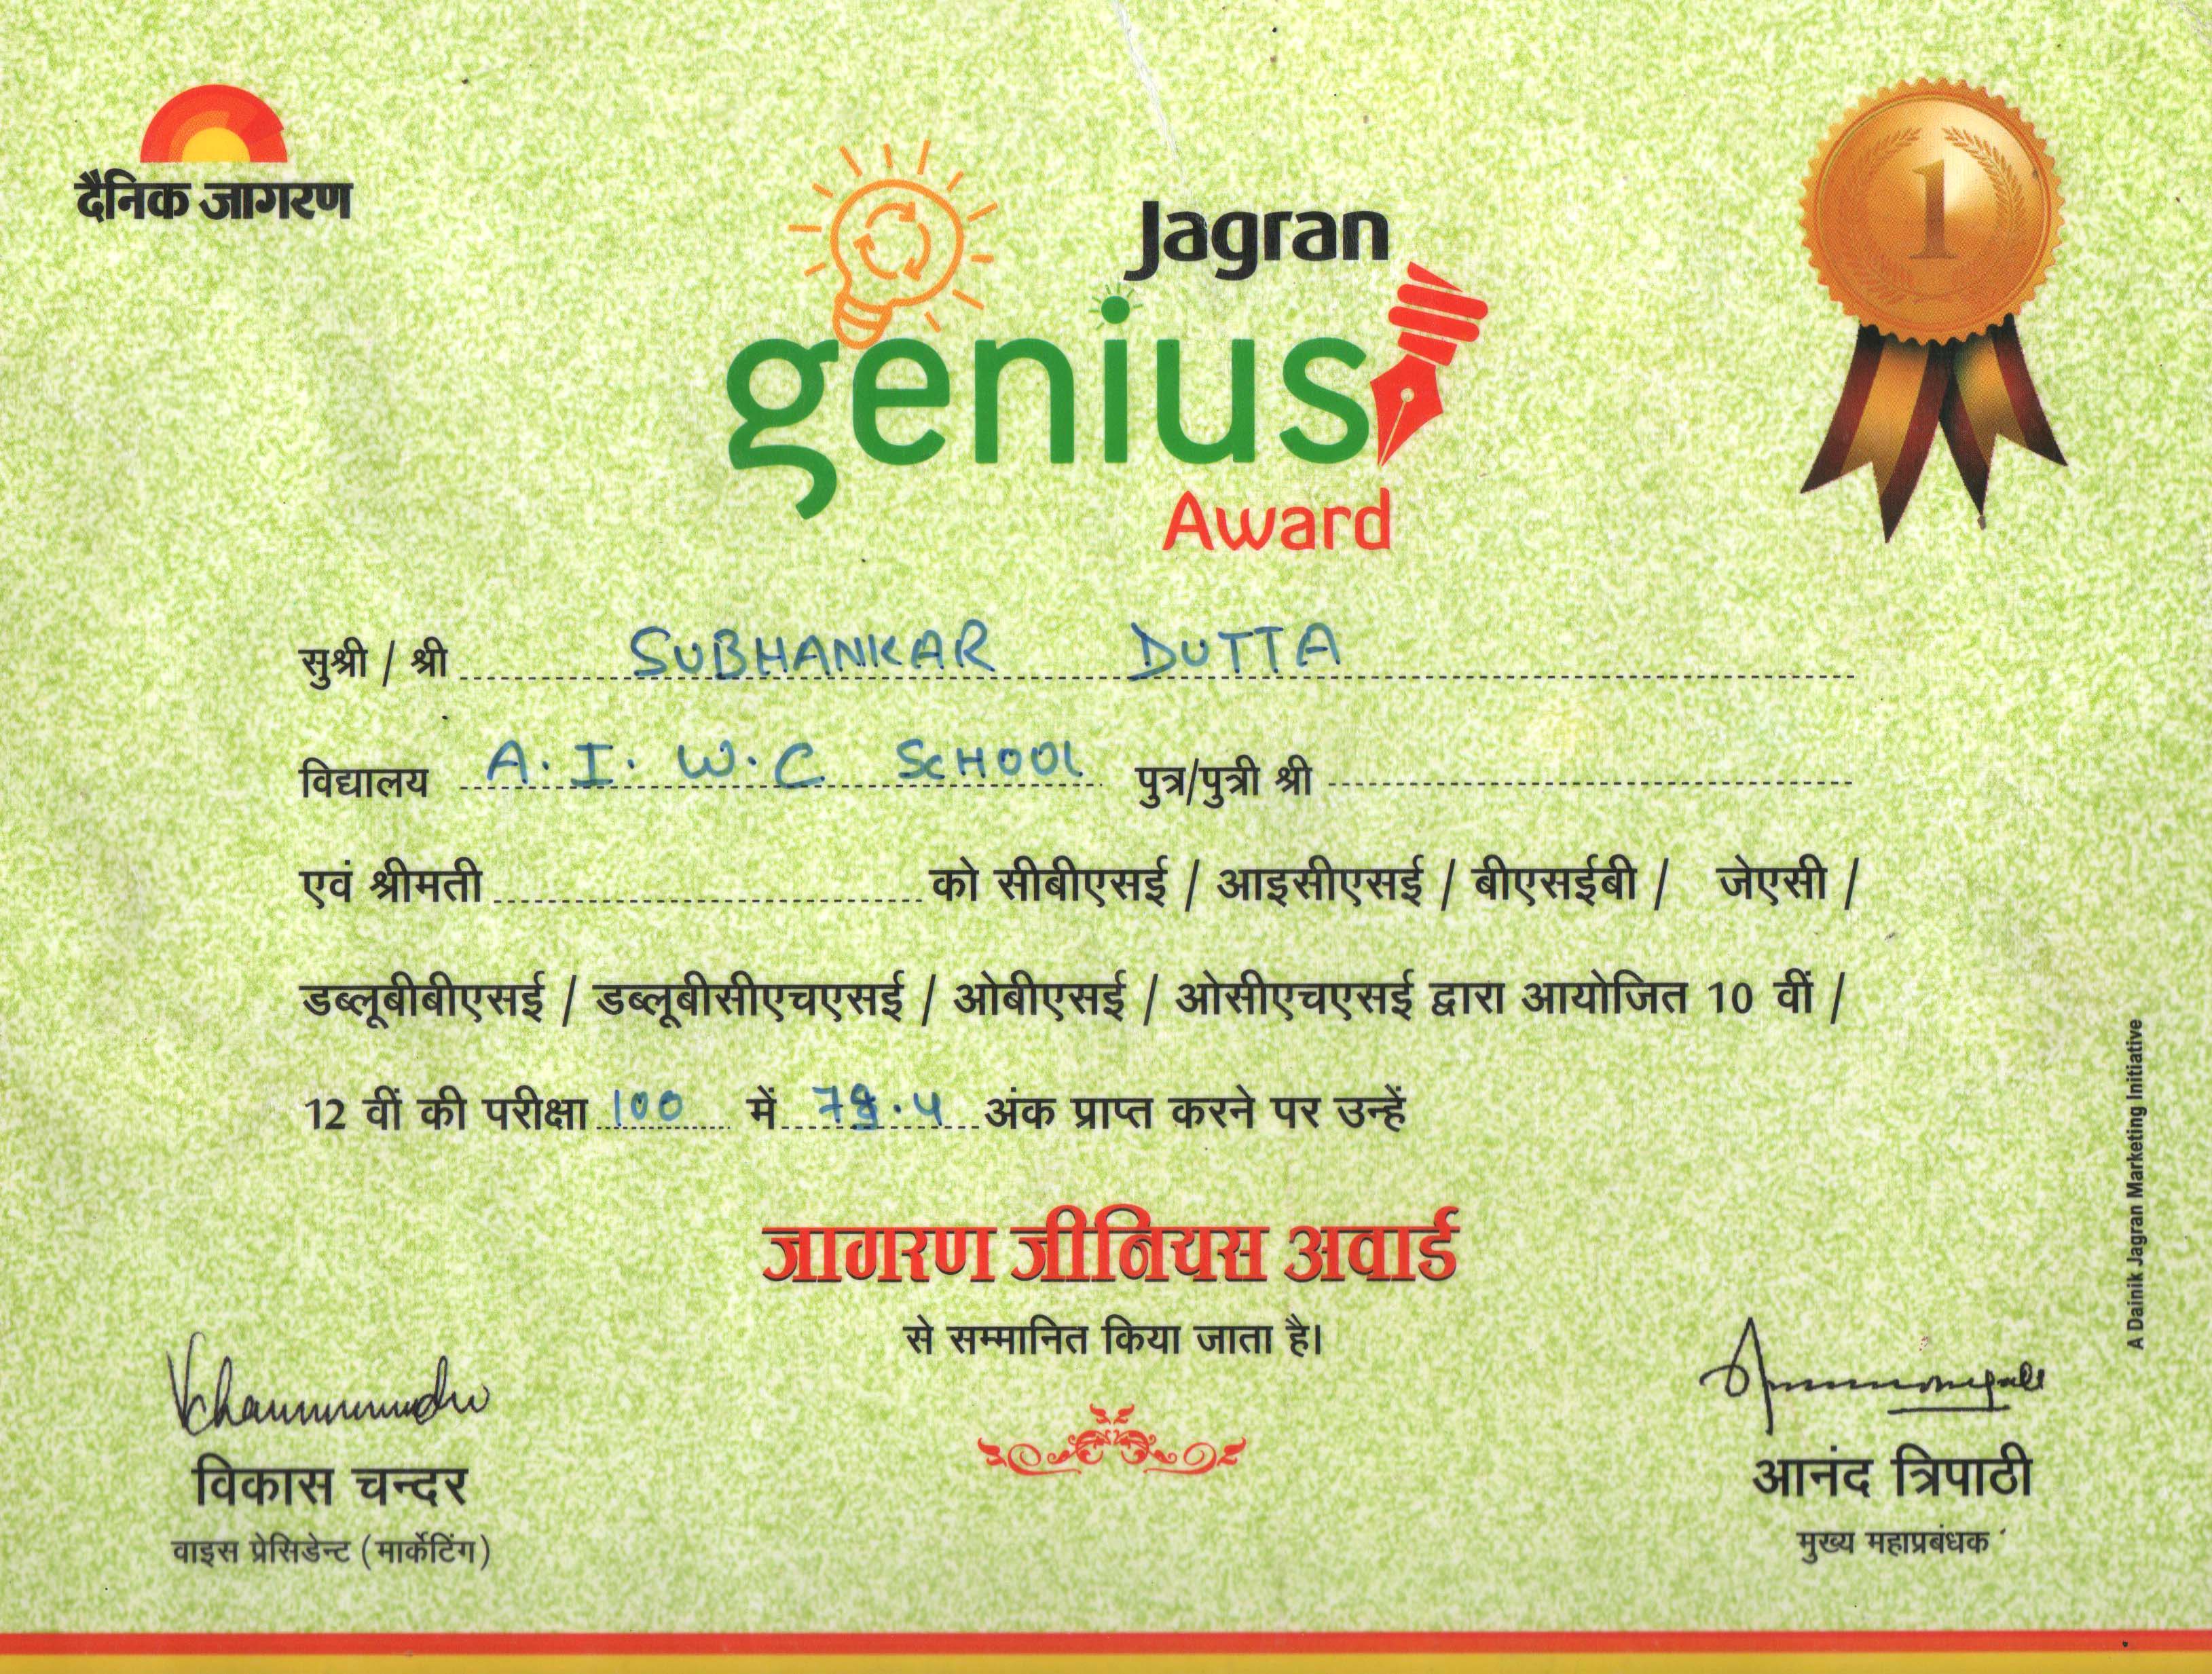 दैनिक जागरण
1
Jagran
genius
Award
सुश्री / श्री SUBHANKAR DUTTA
विद्यालय A. I. W. C SCHOOL पुत्र/पुत्री श्री
एवं श्रीमती को सीबीएसई / आइसीएसई / बीएसईबी / जेएसी /
डब्लूबीबीएसई / डब्लूबीसीएचएसई / ओबीएसई / ओसीएचएसई द्वारा आयोजित 10 वीं /
12 वीं की परीक्षा 100 में अंक प्राप्त करने पर उन्हें
जागरण जीनियस अवार्ड
से सम्मानित किया जाता है।
विकास चन्दर
वाइस प्रेसिडेन्ट (मार्केटिंग)
आनंद त्रिपाठी
मुख्य महाप्रबंधक
A Dainik Jagran Marketing Initiative